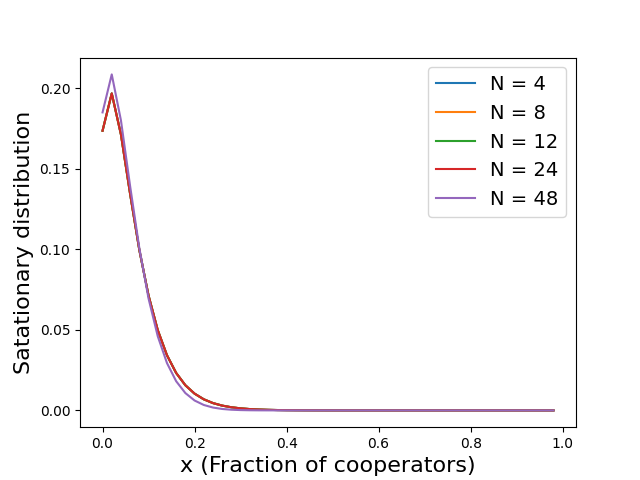 N = 4
N = 8
N = 12
N = 24
N = 48
0.20
0.15
0.10
0.05
0.00
Satationary distribution
0.0 0.2 0.4 0.6 0.8 1.0
x (Fraction of cooperators)